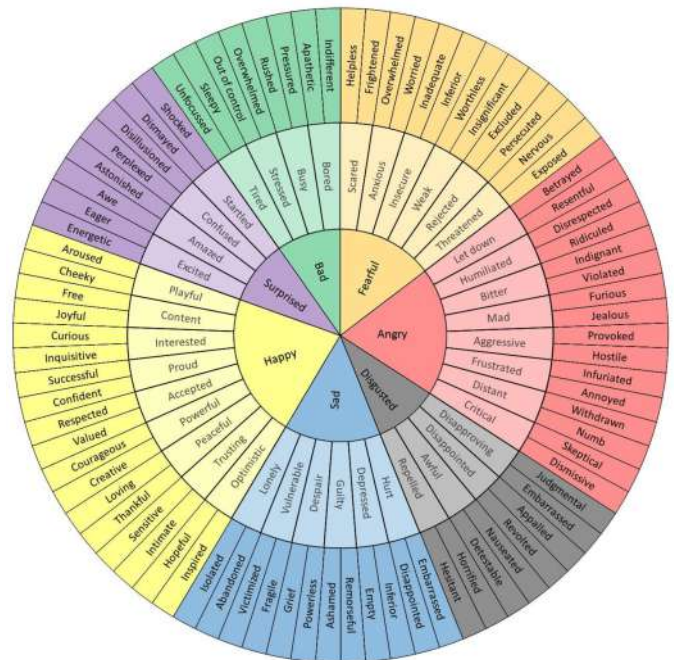 Bad
Fearful
Angry
Disgusted
Sad
Happy
Surprised
Bored
Busy
Stressed
Tired
Scared
Anxious
Insecure
Weak
Rejected
Threatened
Let down
Humiliated
Bitter
Mad
Aggressive
Frustrated
Distant
Critical
Disapproving
Disappointed
Awful
Repelled
Hurt
Depressed
Guilty
Despair
Vulnerable
Lonely
Optimistic
Trusting
Peaceful
Powerful
Accepted
Proud
Interested
Content
Playful
Excited
Amazed
Confused
Startled
Indifferent
Apathetic
Pressured
Rushed
Overwhelmed
Out of control
Sleepy
Unfocussed
Helpless
Frightened
Overwhelmed
Worried
Inadequate
Inferior
Worthless
Insignificant
Excluded
Persecuted
Nervous
Exposed
Betrayed
Resentful
Disrespected
Ridiculed
Indignant
Violated
Furious
Jealous
Provoked
Hostile
Infuriated
Annoyed
Withdrawn
Numb
Skeptical
Dismissive
Judgmental
Embarrassed
Appalled
Revolted
Nauseated
Detestable
Horrified
Hesitant
Embarrassed
Disappointed
Inferior
Empty
Remorseful
Ashamed
Powerless
Grief
Fragile
Victimized
Abandoned
Isolated
Inspired
Hopeful
Intimate
Sensitive
Thankful
Loving
Creative
Courageous
Valued
Respected
Confident
Successful
Inquisitive
Curious
Joyful
Free
Cheeky
Aroused
Energetic
Eager
Awe
Astonished
Perplexed
Disillusioned
Dismayed
Shocked